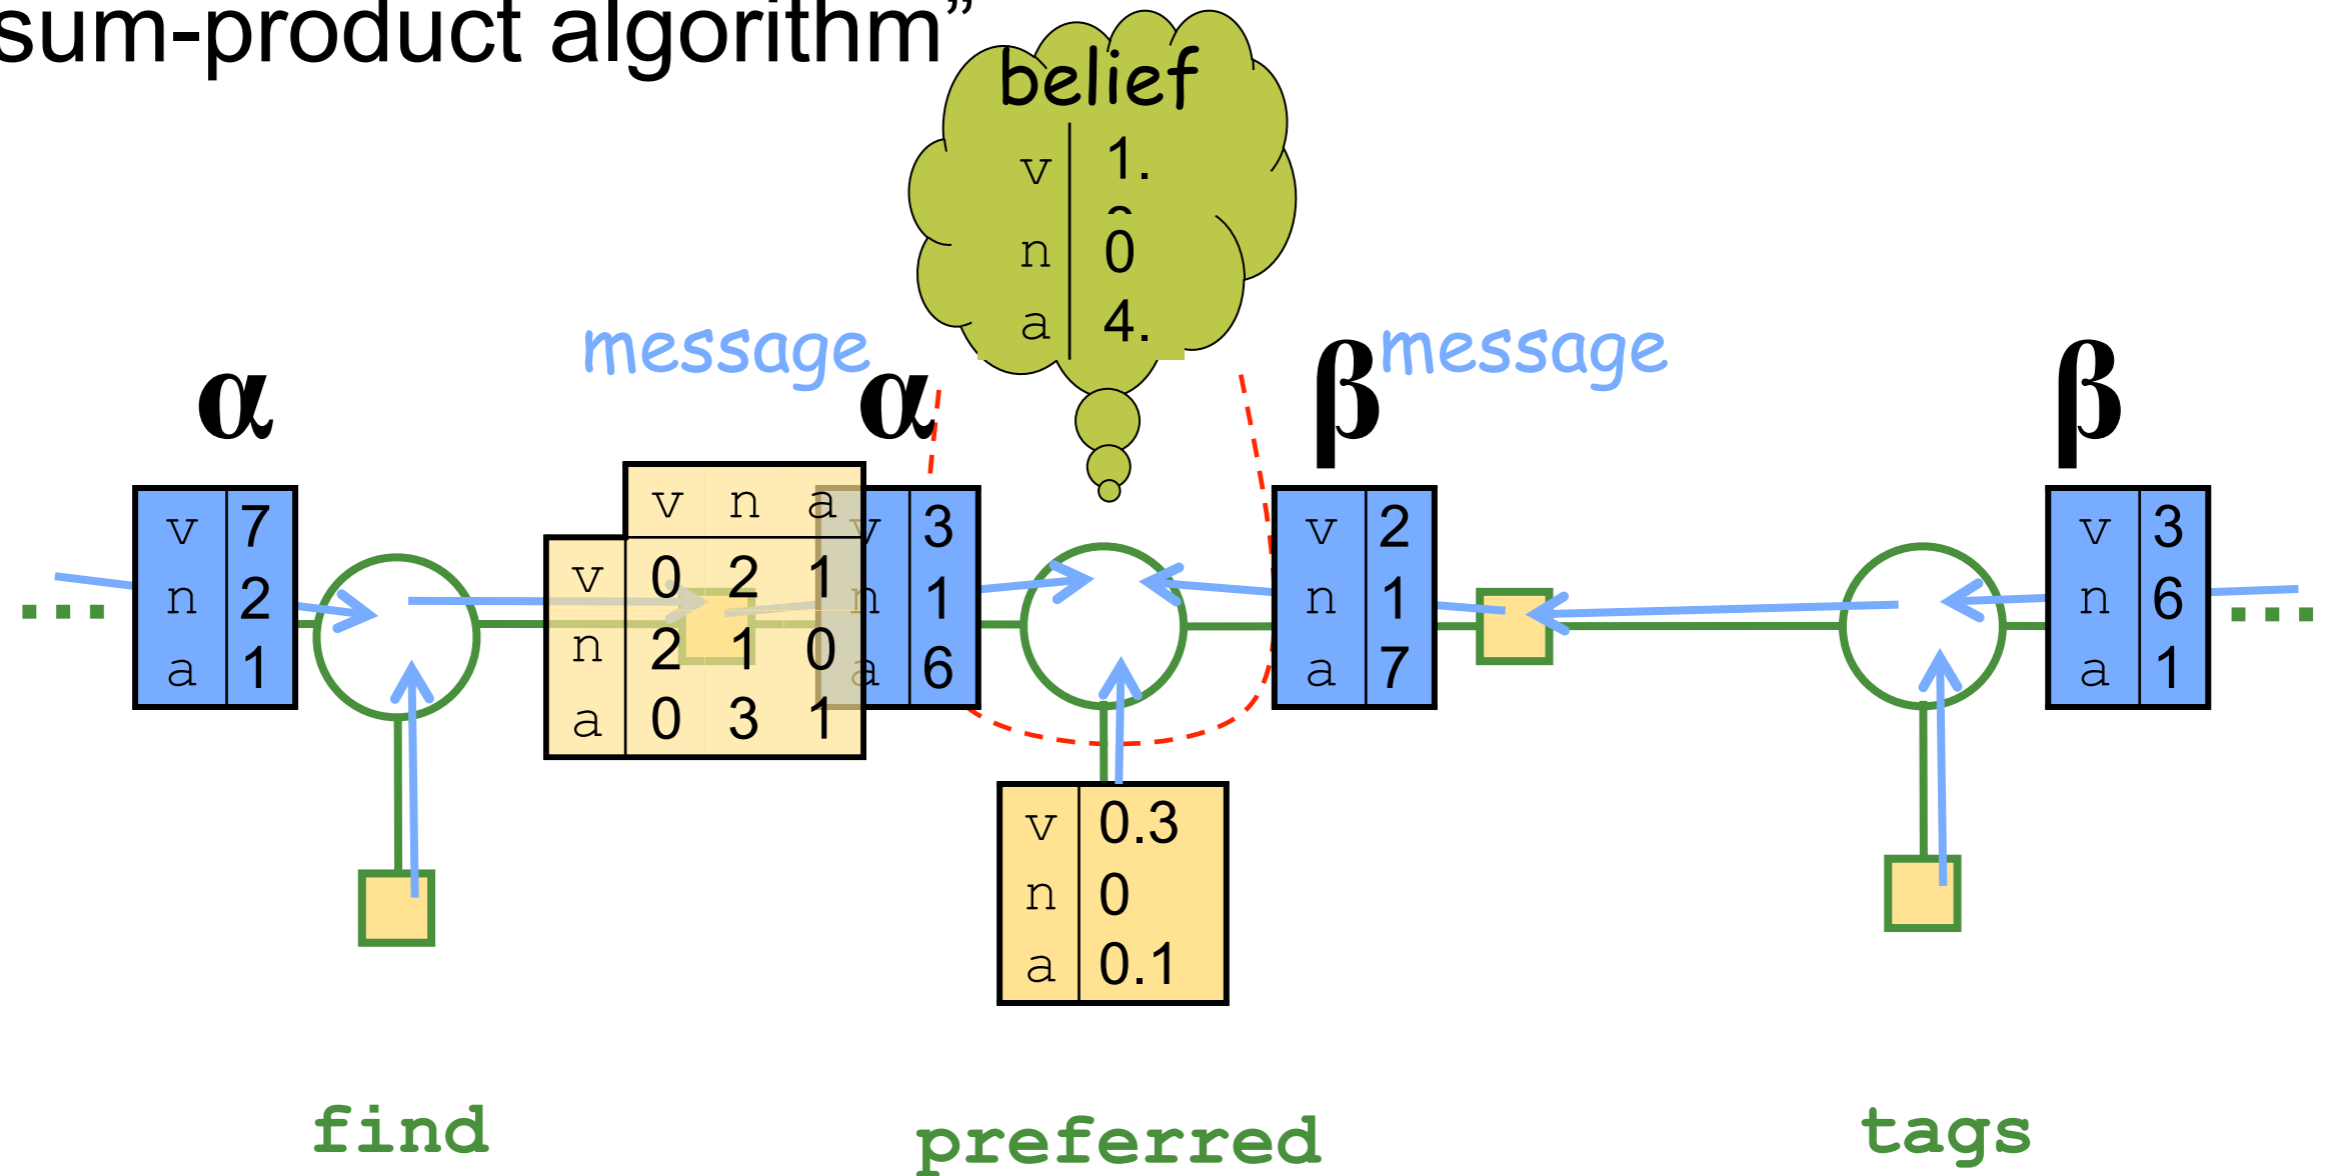 sum-product algorithm”
belief
v 1.
n 0
a 4.
message
α
α
β
message
β
v 7
n 2
a 1
v n a
v 0 2 1
n 2 1 0
a 0 3 1
v 3
n 1
a 6
v 2
n 1
a 7
v 3
n 6
a 1
...
...
v 0.3
n 0
a 0.1
find
preferred
tags